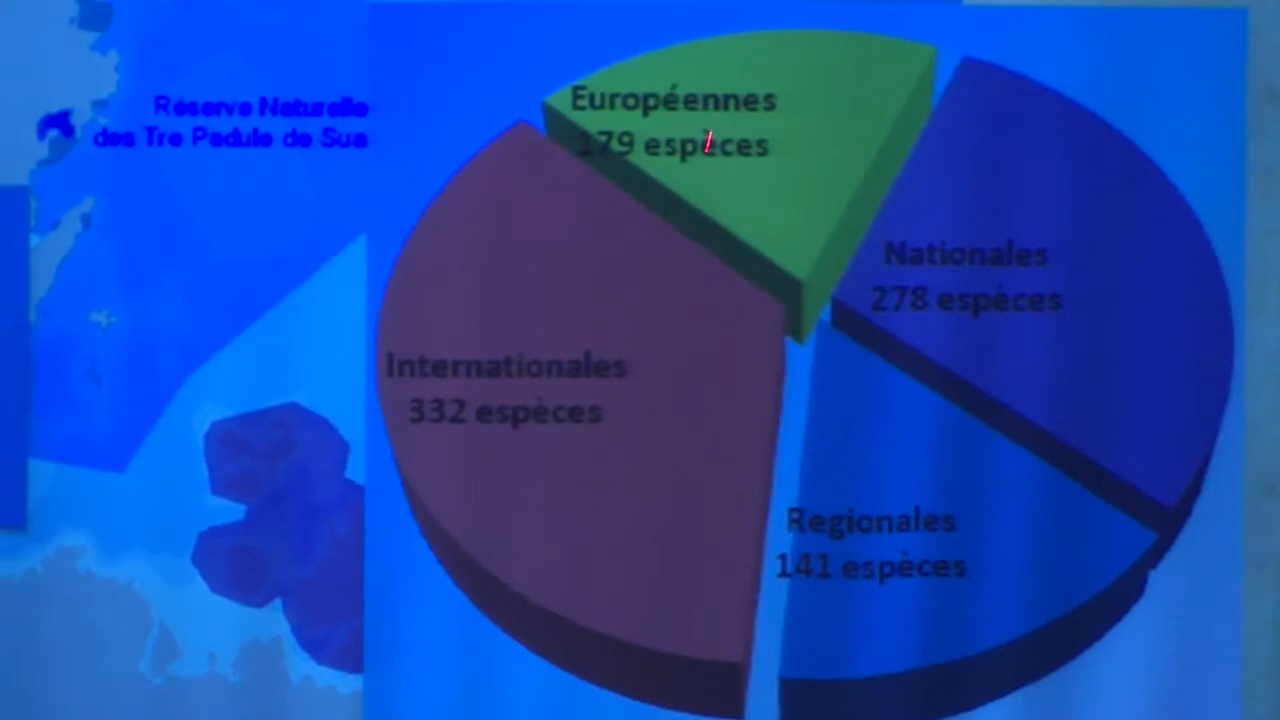 Réserve Naturelle
des Tre Padule de Sua
Européennes
179 espèces
Nationales
278 espèces
Internationales
332 espèces
Regionales
141 espèces